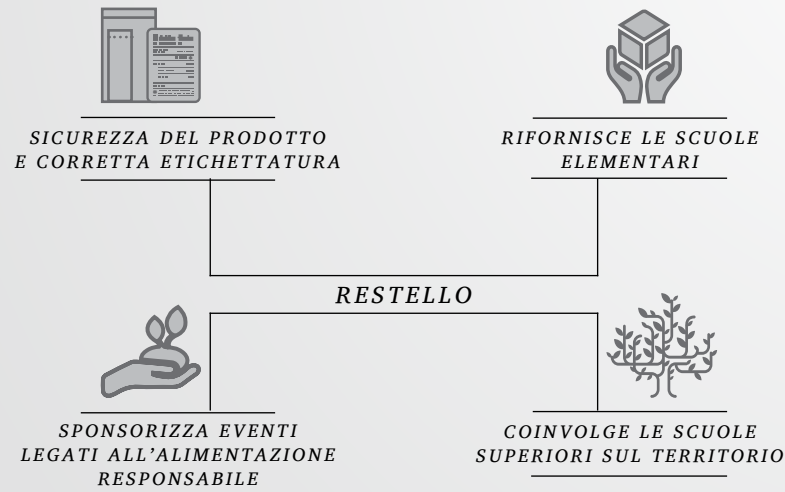 SICUREZZA DEL PRODOTTO
E CORRETTA ETICHETTATURA
RIFORNISCE LE SCUOLE
ELEMENTARI
RESTELLO
SPONSORIZZA EVENTI
LEGATI ALL'ALIMENTAZIONE
RESPONSABILE
COINVOLGE LE SCUOLE
SUPERIORI SUL TERRITORIO